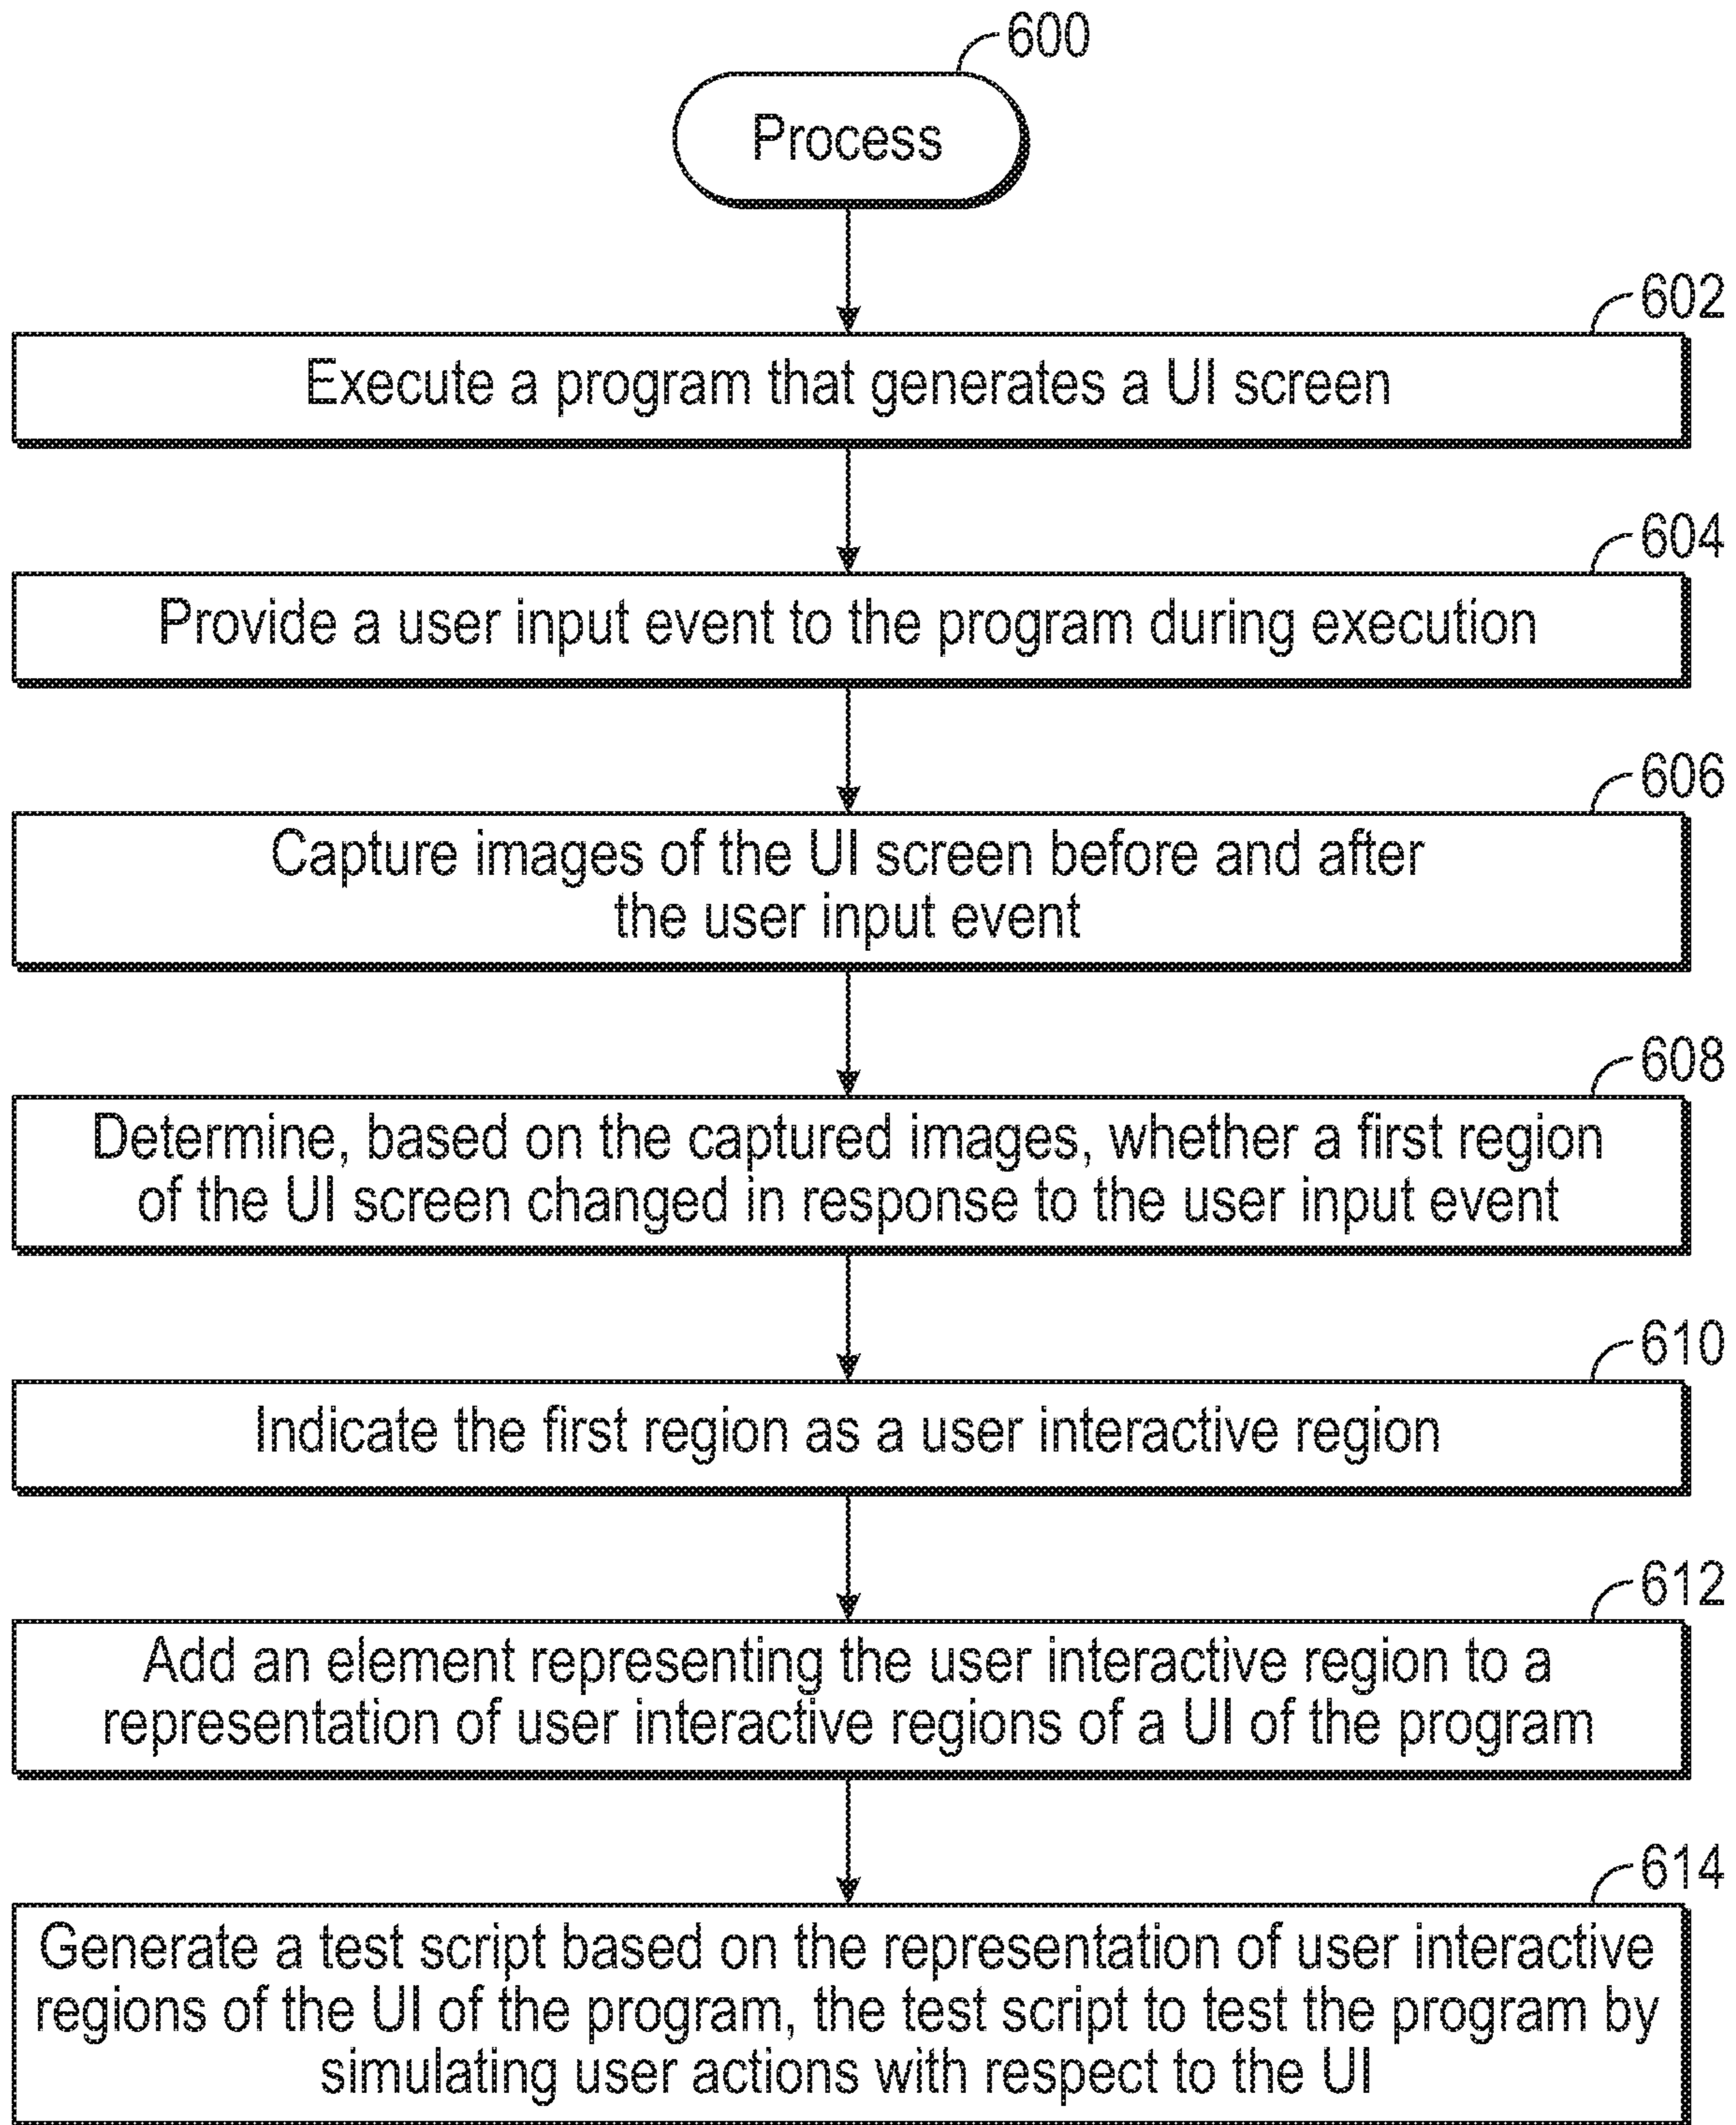 600
Process
602
Execute a program that generates a UI screen
604
Provide a user input event to the program during execution
606
Capture images of the UI screen before and after
the user input event
608
Determine, based on the captured images, whether a first region
of the UI screen changed in response to the user input event
610
Indicate the first region as a user interactive region
612
Add an element representing the user interactive region to a
representation of user interactive regions of a UI of the program
614
Generate a test script based on the representation of user interactive
regions of the UI of the program, the test script to test the program by
simulating user actions with respect to the UI